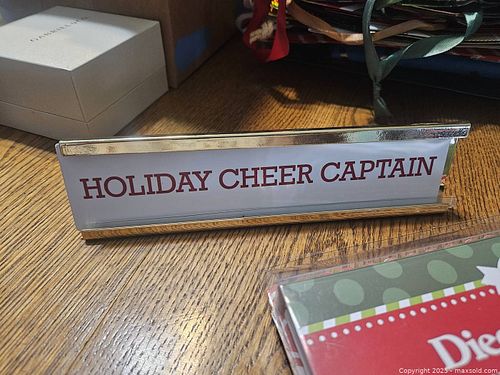 HOLIDAY CHEER CAPTAIN
Copyright 2025 - maxsold.com